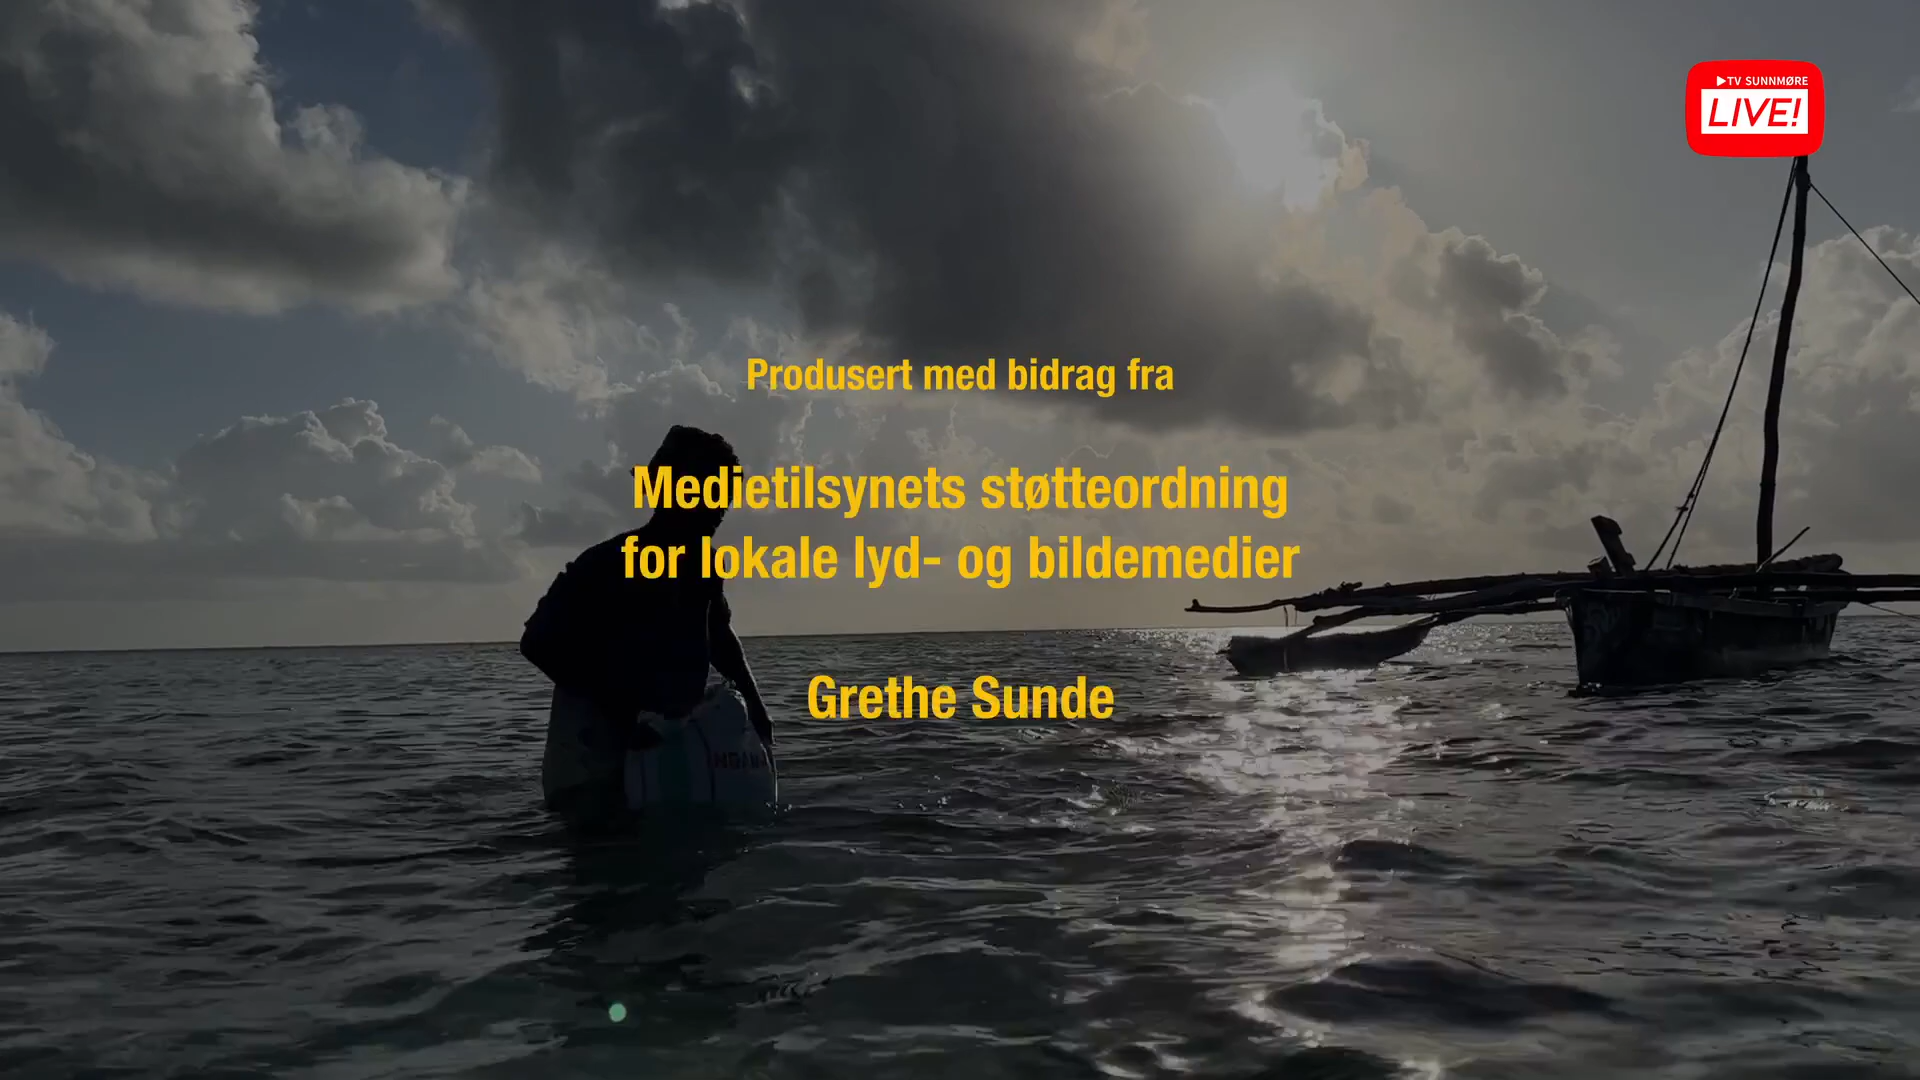 TV SUNNMØRE
LIVE!
Produsert med bidrag fra
Medietilsynets støtteordning
for lokale lyd- og bildemedier
Grethe Sunde